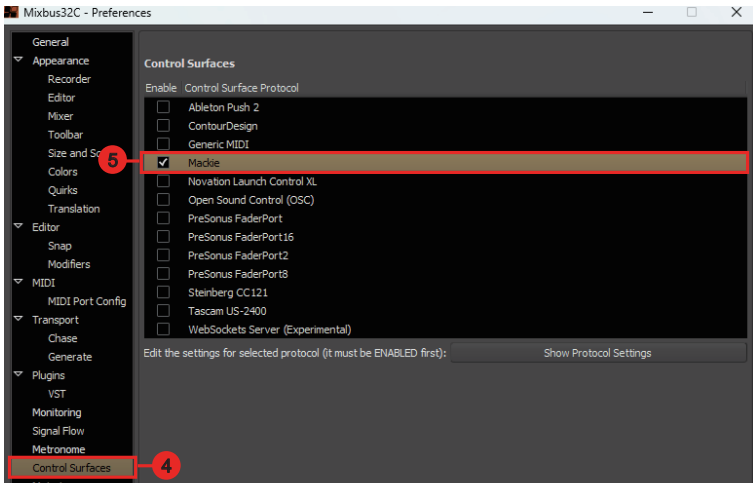 Mixbus32C - Preferences
General
Appearance
Recorder
Editor
Mixer
Toolbar
Size and Sc
Colors
Quirks
Translation
Editor
Snap
Modifiers
MIDI
MIDI Port Config
Transport
Chase
Generate
Plugins
VST
Monitoring
Signal Flow
Metronome
Control Surfaces
4
Control Surfaces
Enable Control Surface Protocol
Ableton Push 2
ContourDesign
Generic MIDI
5
Mackie
Novation Launch Control XL
Open Sound Control (OSC)
PreSonus FaderPort
PreSonus FaderPort16
PreSonus FaderPort2
PreSonus FaderPort8
Steinberg CC121
Tascam US-2400
WebSockets Server (Experimental)
Edit the settings for selected protocol (it must be ENABLED first):
Show Protocol Settings